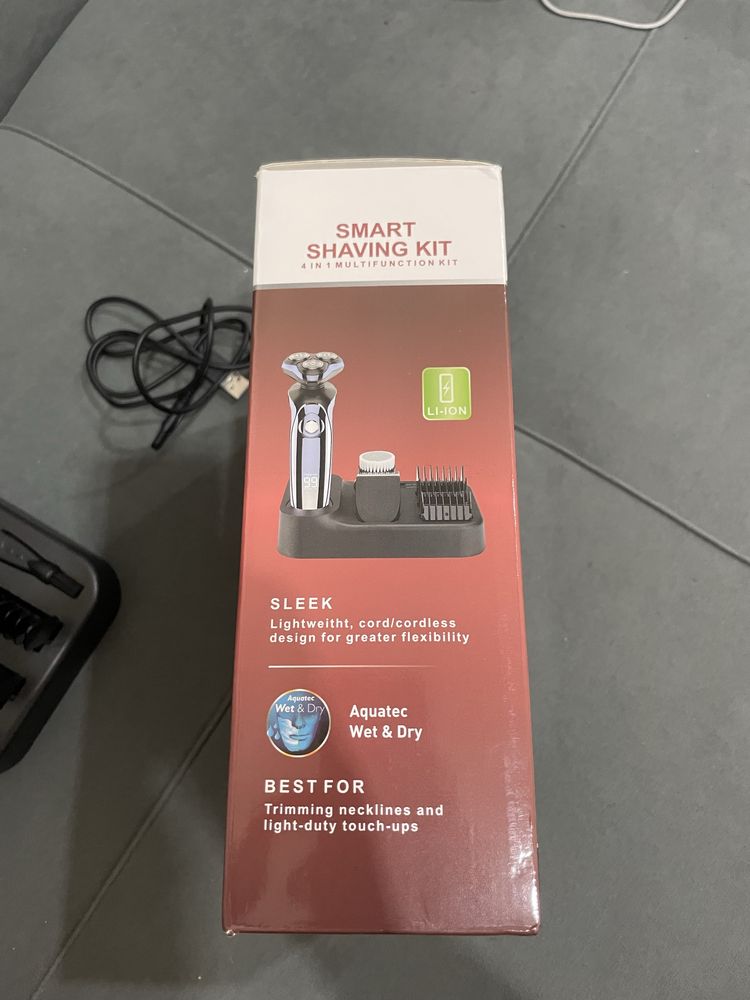 SMART
SHAVING KIT
4 IN 1 MULTIFUNCTION KIT
LI-ION
99
SLEEK
Lightweitht, cord/cordless
design for greater flexibility
Aquatec
Wet & Dry
Aquatec
Wet & Dry
BEST FOR
Trimming necklines and
light-duty touch-ups